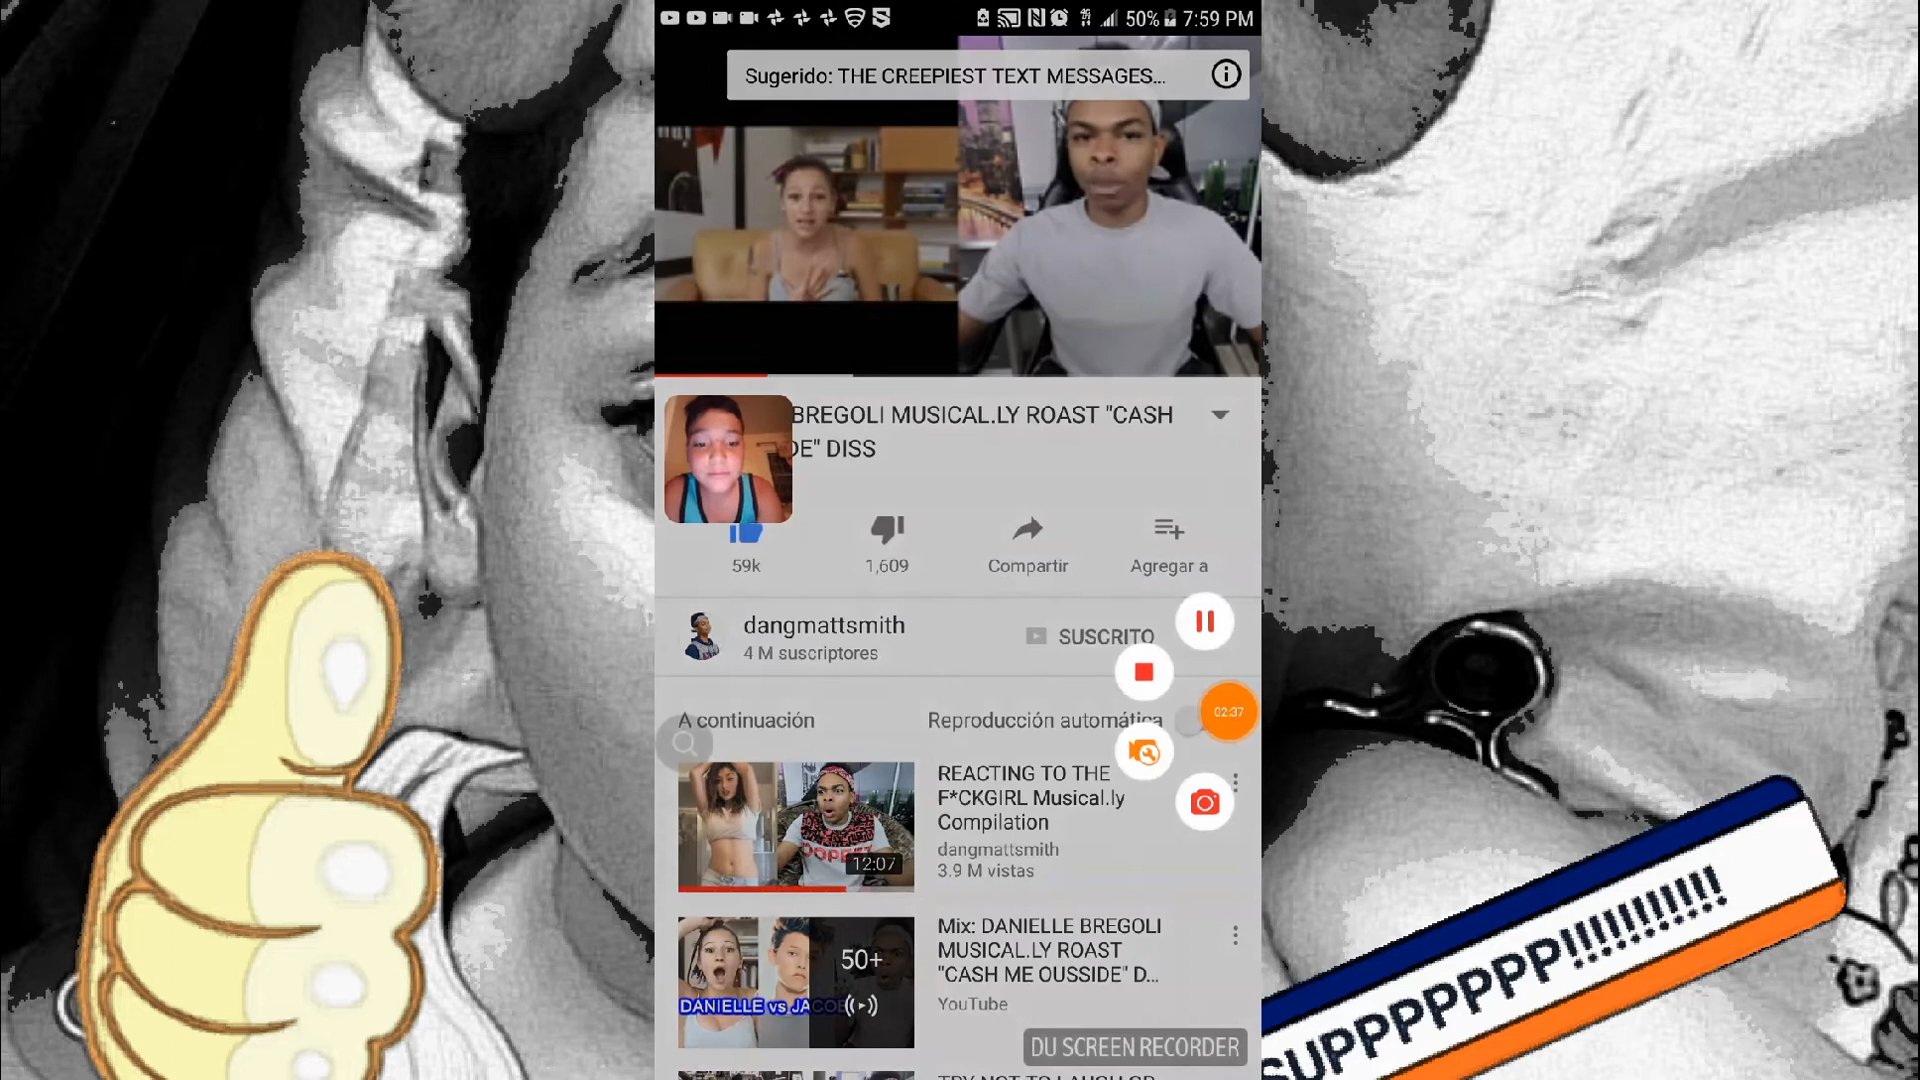 50% 7:59 PM
Sugerido: THE CREEPIEST TEXT MESSAGES...
BREGOLI MUSICAL.LY ROAST "CASH
DE" DISS
59k
1,609
Compartir
Agregar a
dangmattsmith
4 M suscriptores
SUSCRITO
02:37
A continuación
Reproducción automática
REACTING TO THE
F*CKGIRL Musical.ly
Compilation
dangmattsmith
3.9 M vistas
12:07
Mix: DANIELLE BREGOLI
MUSICAL.LY ROAST
"CASH ME OUSSIDE" D...
YouTube
50+
DANIELLE vs JACOB
DU SCREEN RECORDER
SUPPPPPPP!!!!!!!!!!!